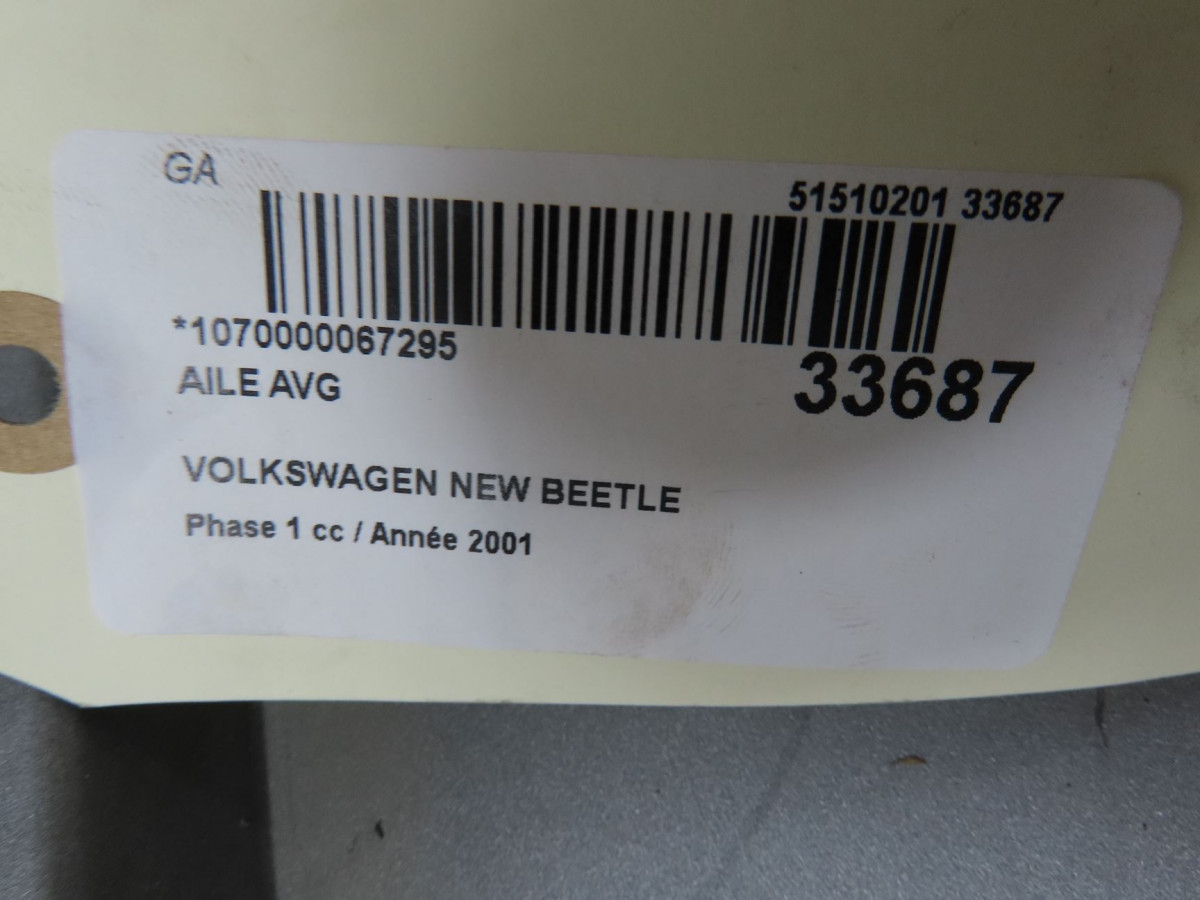 GA
51510201 33687
*1070000067295
33687
AILE AVG
VOLKSWAGEN NEW BEETLE
Phase 1 cc / Année 2001